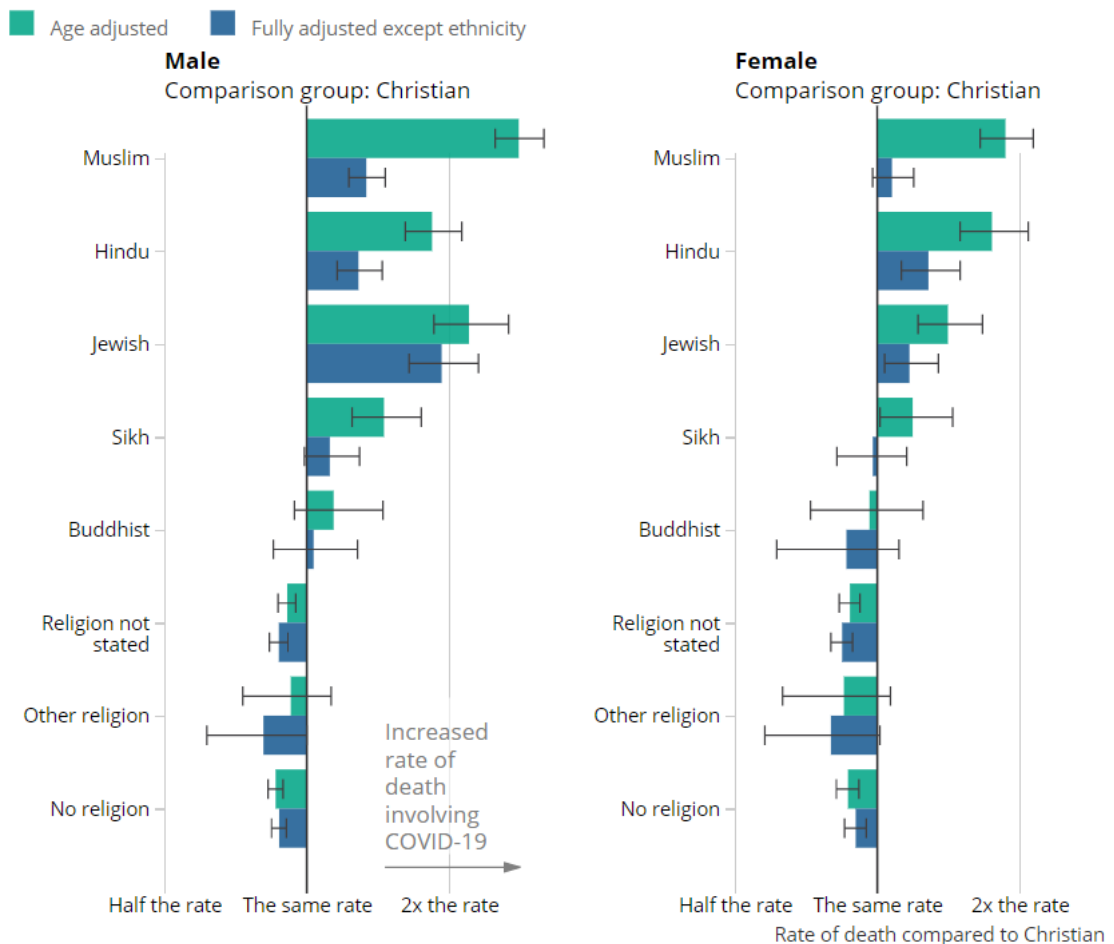 Age adjusted
Fully adjusted except ethnicity
Male
Comparison group: Christian
Muslim
Hindu
Jewish
Sikh
Buddhist
Religion not
stated
Other religion
No religion
Increased
rate of
death
involving
COVID-19
Half the rate
The same rate
2x the rate
Female
Comparison group: Christian
Muslim
Hindu
Jewish
Sikh
Buddhist
Religion not
stated
Other religion
No religion
Half the rate
The same rate
2x the rate
Rate of death compared to Christian